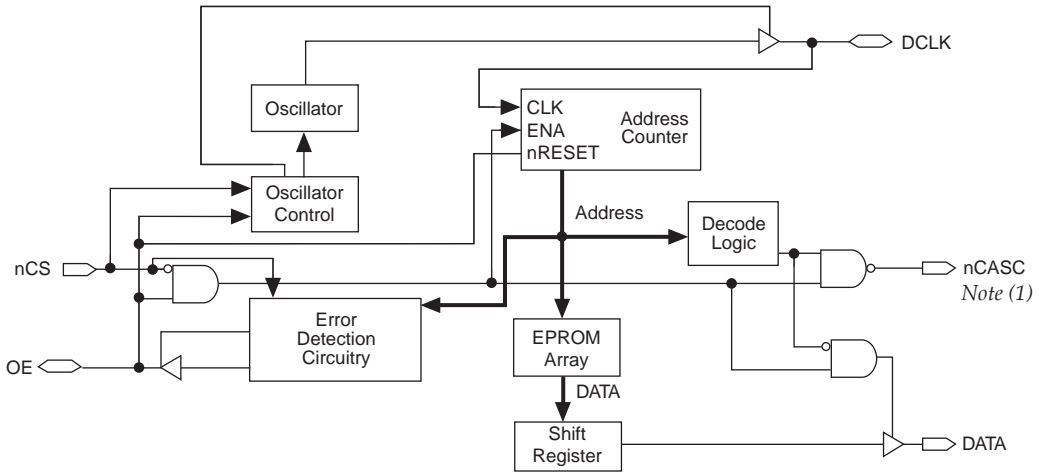 DCLK
Oscillator
CLK
ENA
nRESET
Address
Counter
Oscillator
Control
Address
Decode
Logic
nCS
nCASC
Note (1)
Error
Detection
Circuitry
EPROM
Array
OE
DATA
Shift
Register
DATA